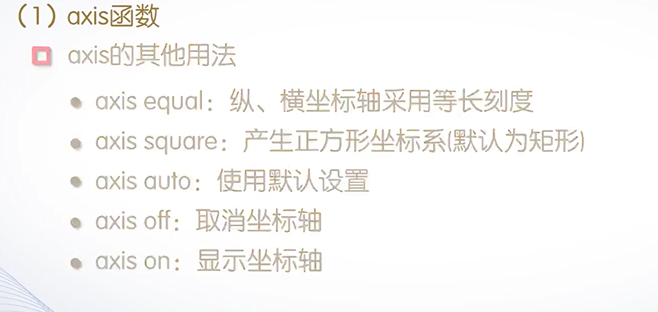 （1）axis函数
axis的其他用法
axis equal：纵、横坐标轴采用等长刻度
axis square：产生正方形坐标系(默认为矩形)
axis auto：使用默认设置
axis off：取消坐标轴
axis on：显示坐标轴